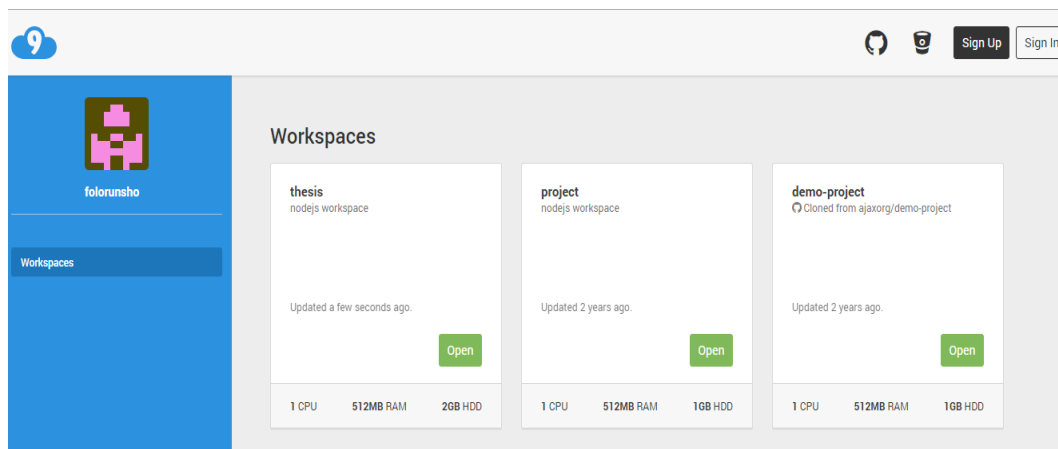 9
Sign Up
Sign In
folorunsho
Workspaces
Workspaces
thesis
nodejs workspace
Updated a few seconds ago.
Open
1 CPU 512MB RAM 2GB HDD
project
nodejs workspace
Updated 2 years ago.
Open
1 CPU 512MB RAM 1GB HDD
demo-project
Cloned from ajaxorg/demo-project
Updated 2 years ago.
Open
1 CPU 512MB RAM 1GB HDD